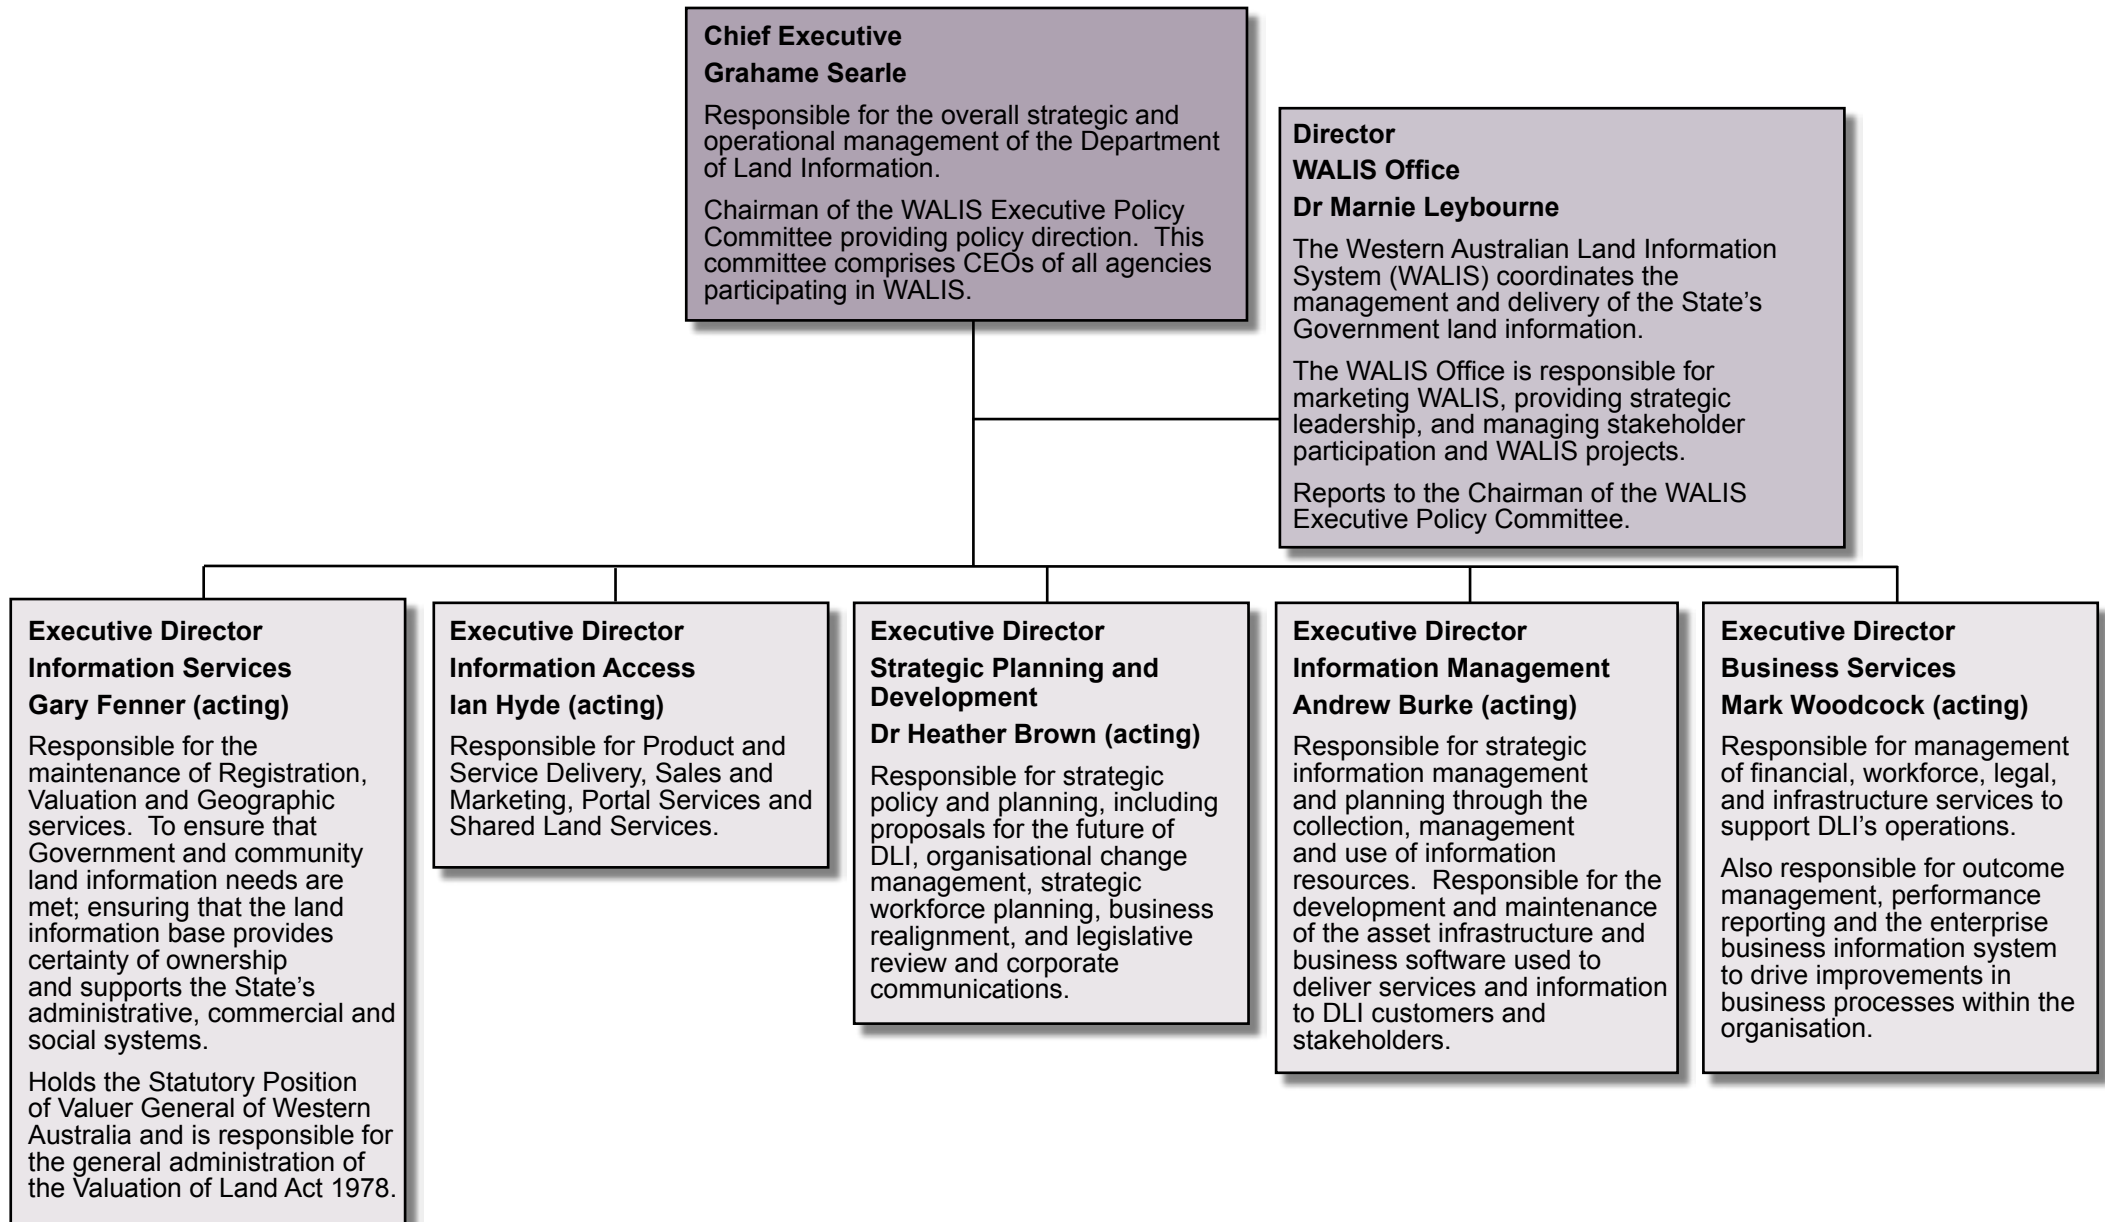 Chief Executive
Grahame Searle
Responsible for the overall strategic and
operational management of the Department
of Land Information.
Chairman of the WALIS Executive Policy
Committee providing policy direction.  This
committee comprises CEOs of all agencies
participating in WALIS.
Director
WALIS Office
Dr Marnie Leybourne
The Western Australian Land Information
System (WALIS) coordinates the
management and delivery of the State’s
Government land information.
The WALIS Office is responsible for
marketing WALIS, providing strategic
leadership, and managing stakeholder
participation and WALIS projects.
Reports to the Chairman of the WALIS
Executive Policy Committee.
Executive Director
Information Services
Gary Fenner (acting)
Responsible for the
maintenance of Registration,
Valuation and Geographic
services.  To ensure that
Government and community
land information needs are
met; ensuring that the land
information base provides
certainty of ownership
and supports the State’s
administrative, commercial and
social systems.
Holds the Statutory Position
of Valuer General of Western
Australia and is responsible for
the general administration of
the Valuation of Land Act 1978.
Executive Director
Information Access
Ian Hyde (acting)
Responsible for Product and
Service Delivery, Sales and
Marketing, Portal Services and
Shared Land Services.
Executive Director
Strategic Planning and
Development
Dr Heather Brown (acting)
Responsible for strategic
policy and planning, including
proposals for the future of
DLI, organisational change
management, strategic
workforce planning, business
realignment, and legislative
review and corporate
communications.
Executive Director
Information Management
Andrew Burke (acting)
Responsible for strategic
information management
and planning through the
collection, management
and use of information
resources.  Responsible for the
development and maintenance
of the asset infrastructure and
business software used to
deliver services and information
to DLI customers and
stakeholders.
Executive Director
Business Services
Mark Woodcock (acting)
Responsible for management
of financial, workforce, legal,
and infrastructure services to
support DLI’s operations.
Also responsible for outcome
management, performance
reporting and the enterprise
business information system
to drive improvements in
business processes within the
organisation.